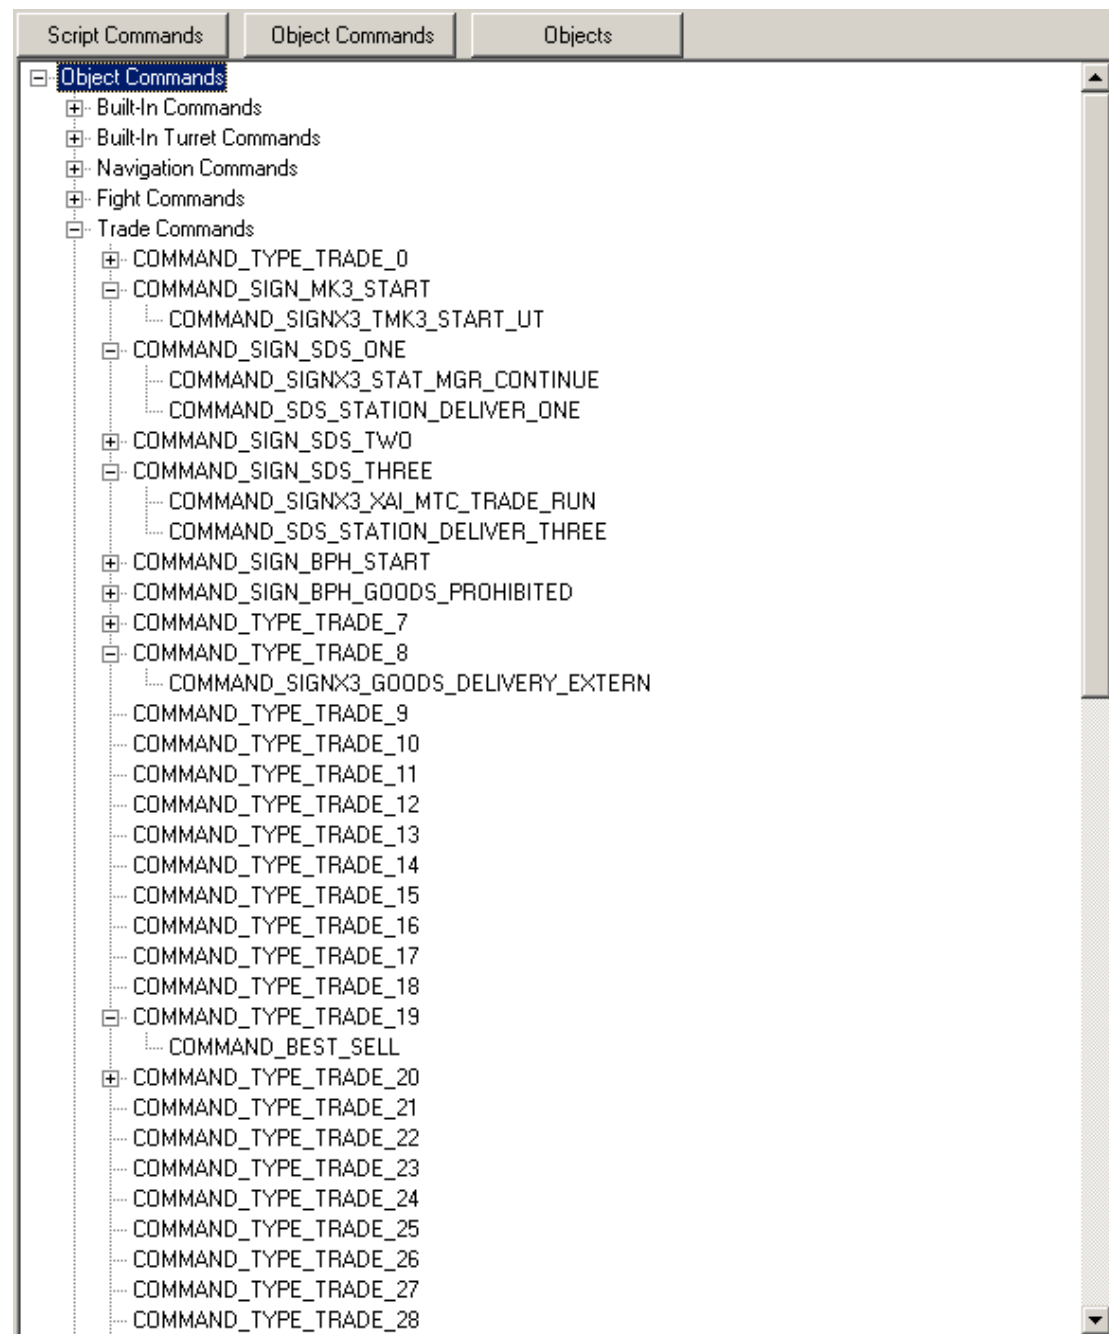 Script Commands Object Commands Objects
Object Commands
Built-In Commands
Built-In Turret Commands
Navigation Commands
Fight Commands
Trade Commands
COMMAND_TYPE_TRADE_0
COMMAND_SIGN_MK3_START
COMMAND_SIGNX3_TMK3_START_UT
COMMAND_SIGN_SDS_ONE
COMMAND_SIGNX3_STAT_MGR_CONTINUE
COMMAND_SDS_STATION_DELIVER_ONE
COMMAND_SIGN_SDS_TWO
COMMAND_SIGN_SDS_THREE
COMMAND_SIGNX3_XAI_MTC_TRADE_RUN
COMMAND_SDS_STATION_DELIVER_THREE
COMMAND_SIGN_BPH_START
COMMAND_SIGN_BPH_GOODS_PROHIBITED
COMMAND_TYPE_TRADE_7
COMMAND_TYPE_TRADE_8
COMMAND_SIGNX3_GOODS_DELIVERY_EXTERN
COMMAND_TYPE_TRADE_9
COMMAND_TYPE_TRADE_10
COMMAND_TYPE_TRADE_11
COMMAND_TYPE_TRADE_12
COMMAND_TYPE_TRADE_13
COMMAND_TYPE_TRADE_14
COMMAND_TYPE_TRADE_15
COMMAND_TYPE_TRADE_16
COMMAND_TYPE_TRADE_17
COMMAND_TYPE_TRADE_18
COMMAND_TYPE_TRADE_19
COMMAND_BEST_SELL
COMMAND_TYPE_TRADE_20
COMMAND_TYPE_TRADE_21
COMMAND_TYPE_TRADE_22
COMMAND_TYPE_TRADE_23
COMMAND_TYPE_TRADE_24
COMMAND_TYPE_TRADE_25
COMMAND_TYPE_TRADE_26
COMMAND_TYPE_TRADE_27
COMMAND_TYPE_TRADE_28